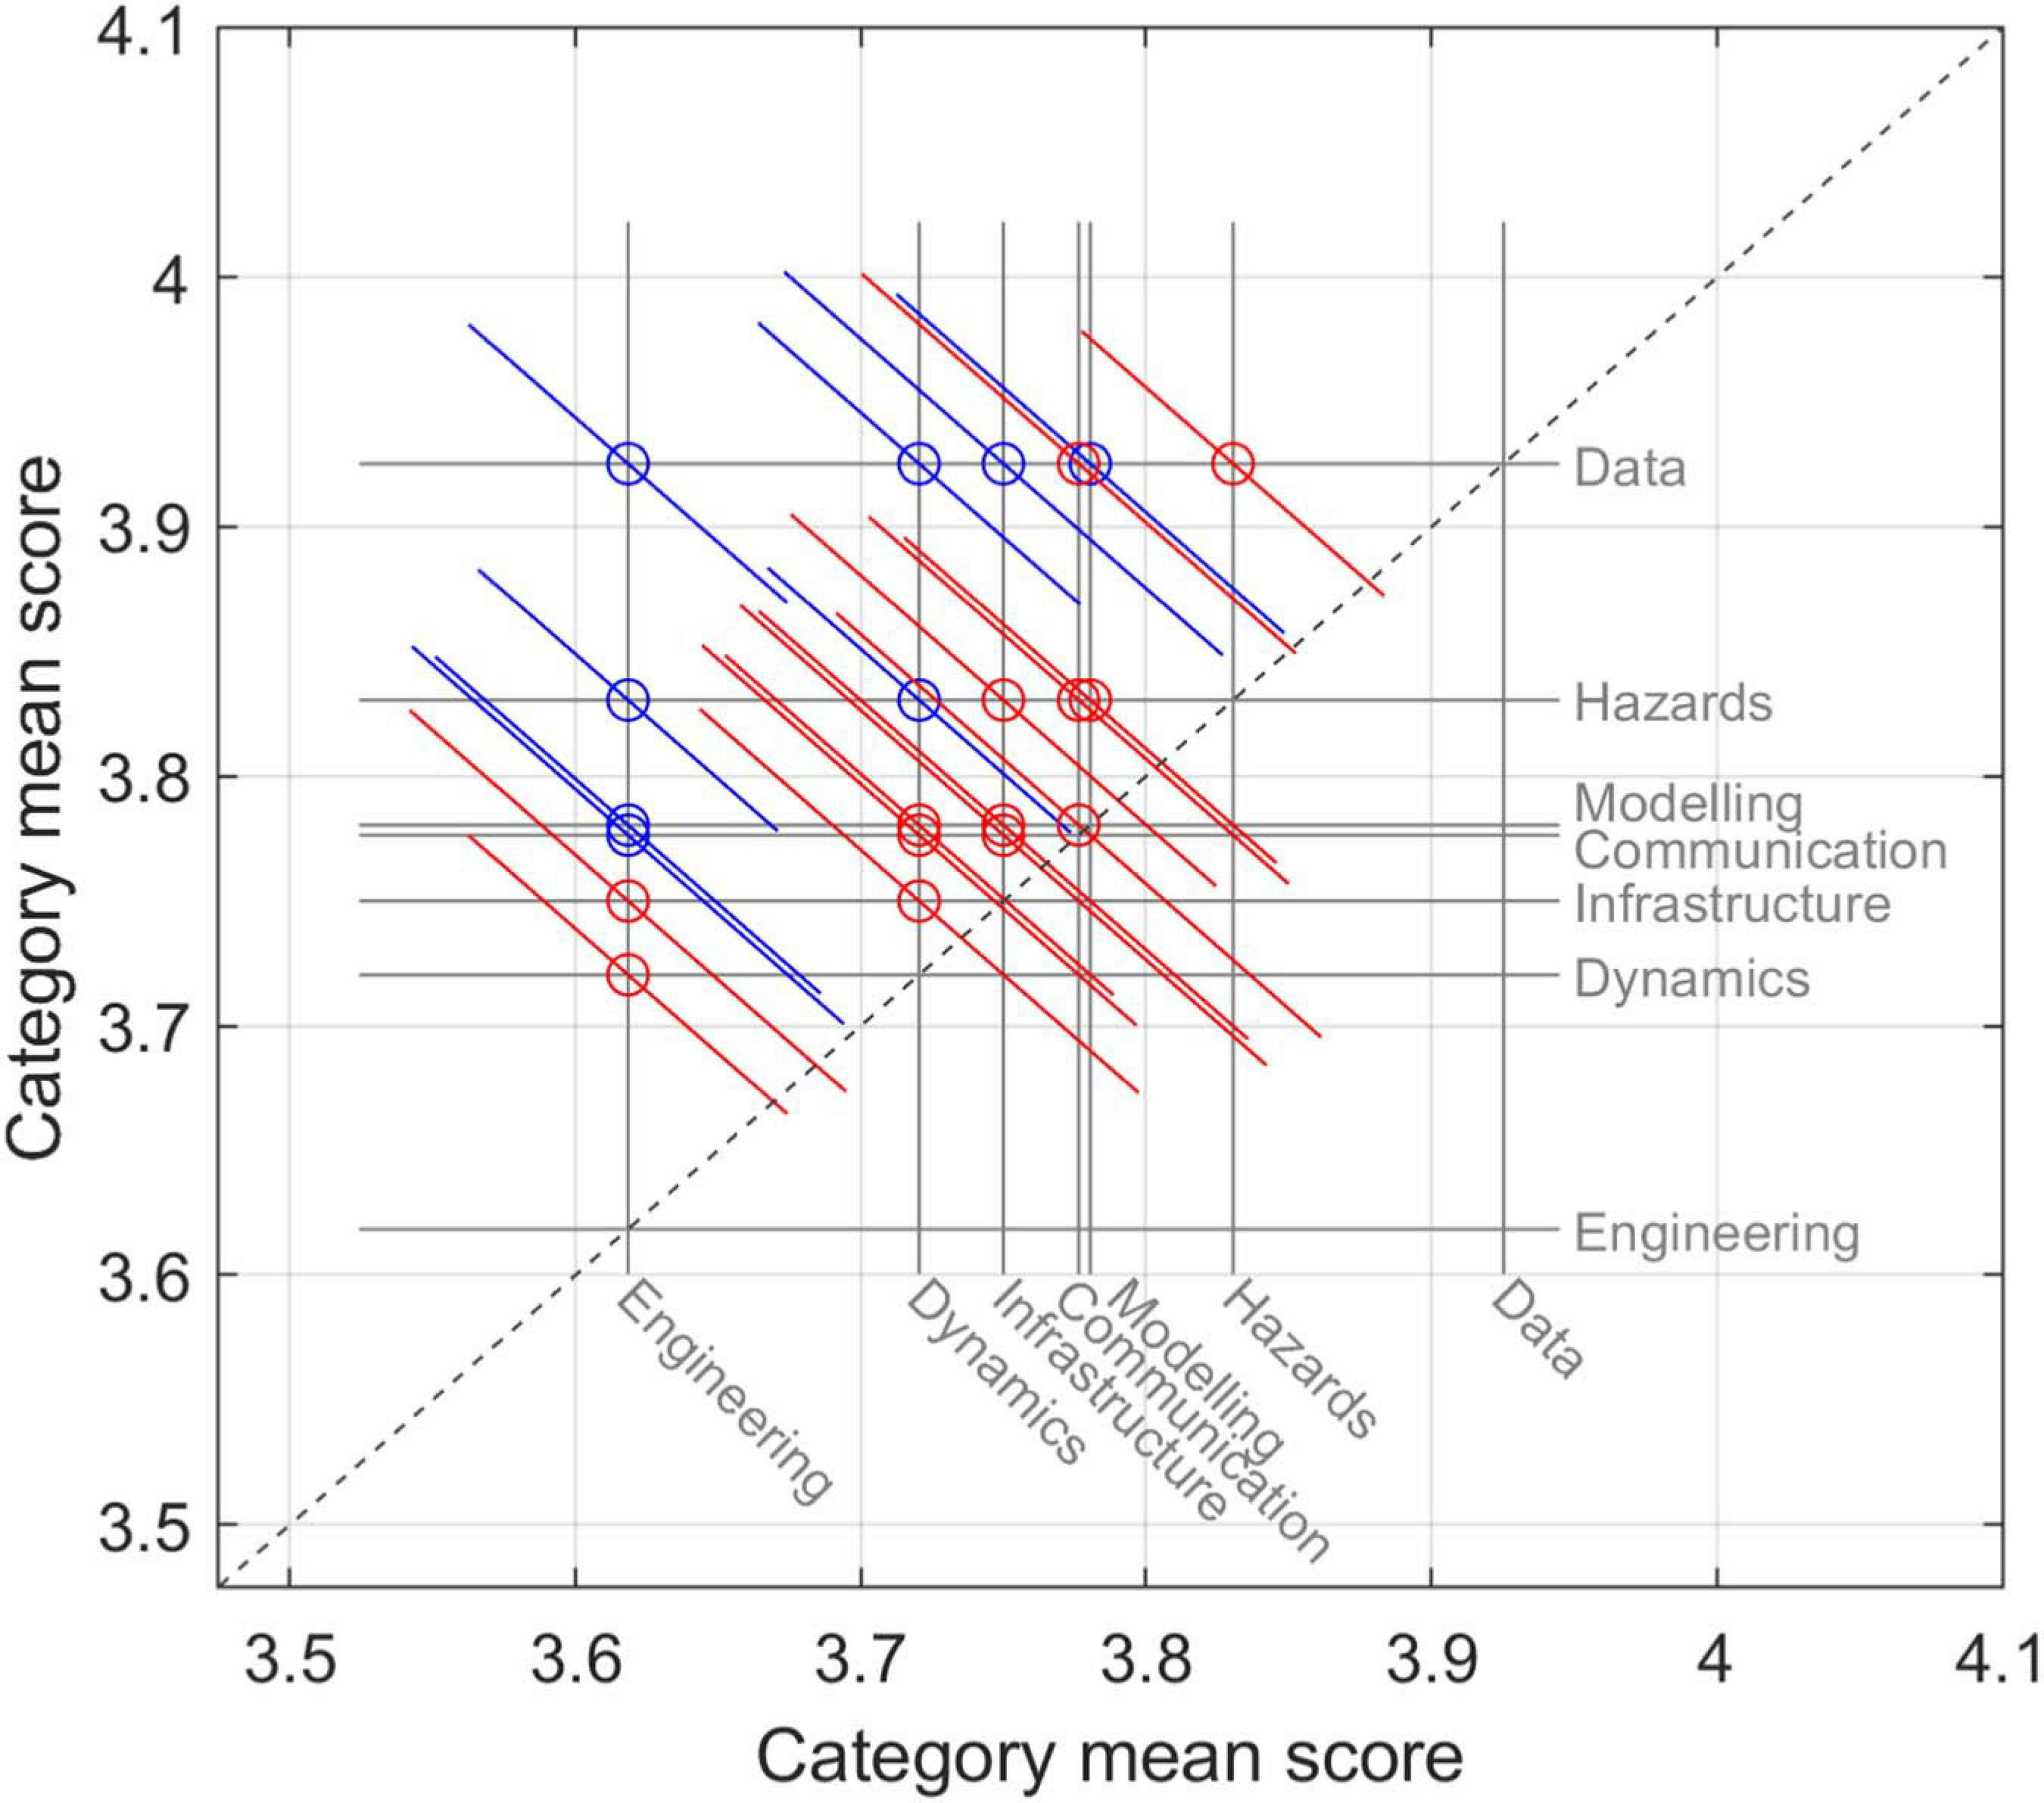 4.1
4
3.9
3.8
3.7
3.6
3.5
Category mean score
Data
Hazards
Modelling
Communication
Infrastructure
Dynamics
Engineering
Engineering
Dynamics
Infrastructure
Communication
Modelling
Hazards
Data
3.5 3.6 3.7 3.8 3.9 4 4.1
Category mean score